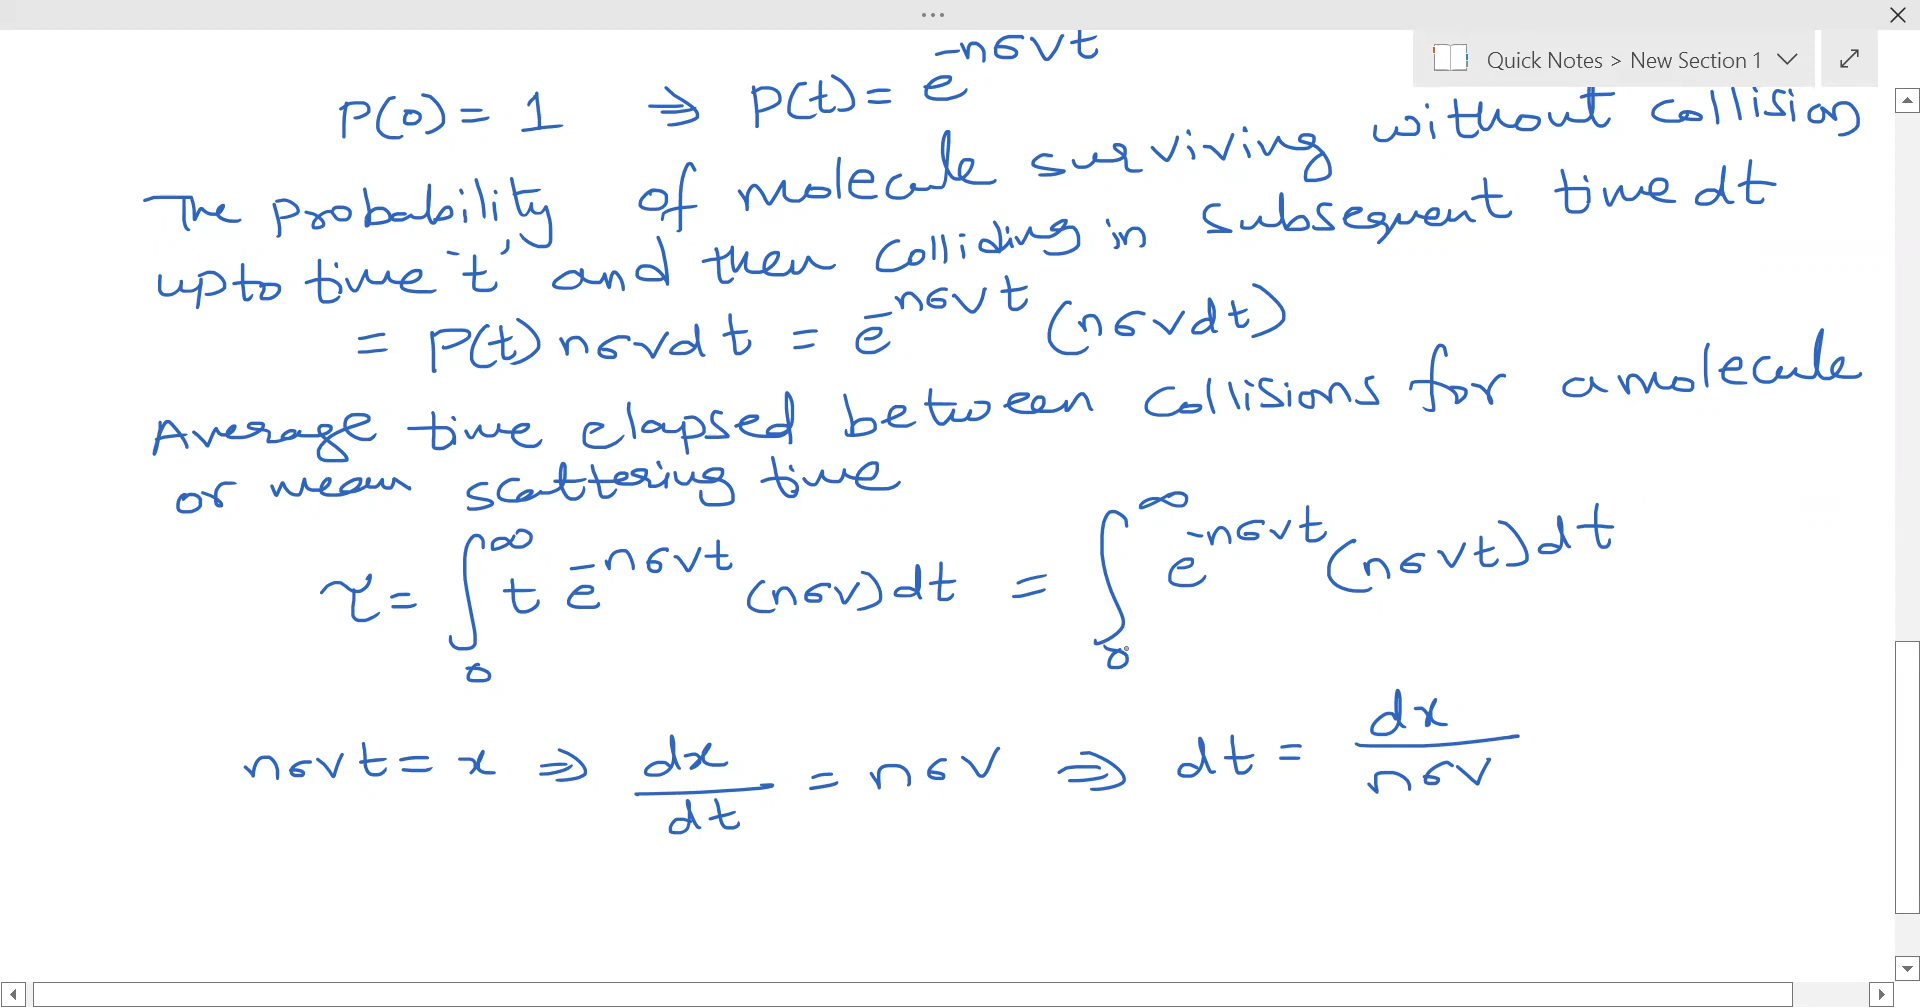 Quick Notes > New Section 1
P(0) = 1 ⇒ P(t) = e^{-nσvt}
The probability of molecule surviving without collision
upto time 't' and then colliding in subsequent time dt
= P(t) nσvdt = e^{-nσvt} (nσvdt)
Average time elapsed between collisions for a molecule
or mean scattering time
τ = ∫_0^∞ t e^{-nσvt} (nσv) dt = ∫_0^∞ e^{-nσvt} (nσvt) dt
nσvt = x ⇒ dx/dt = nσv ⇒ dt = dx/nσv